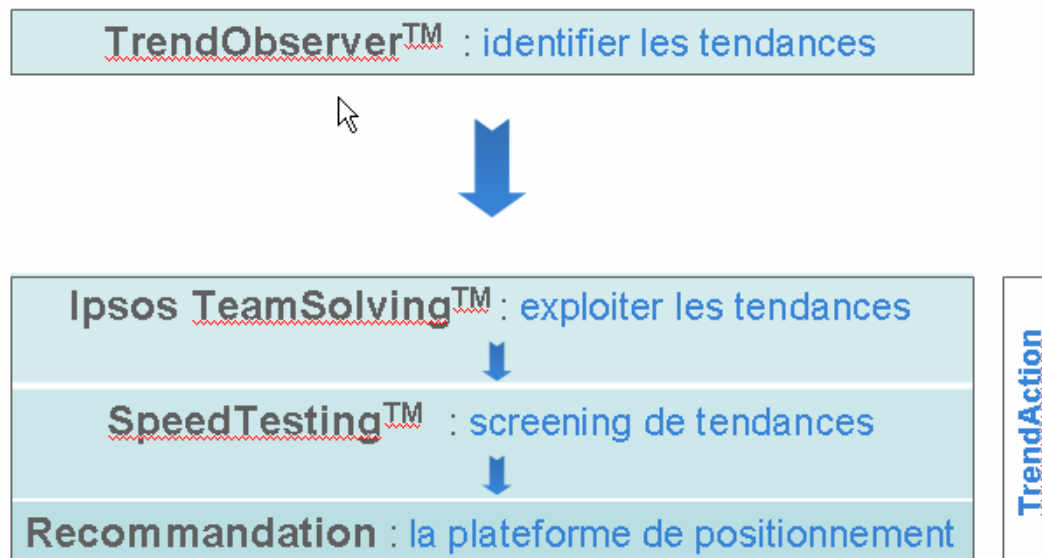 TrendObserver™ : identifier les tendances
Ipsos TeamSolving™ : exploiter les tendances
SpeedTesting™ : screening de tendances
Recommandation : la plateforme de positionnement
TrendAction